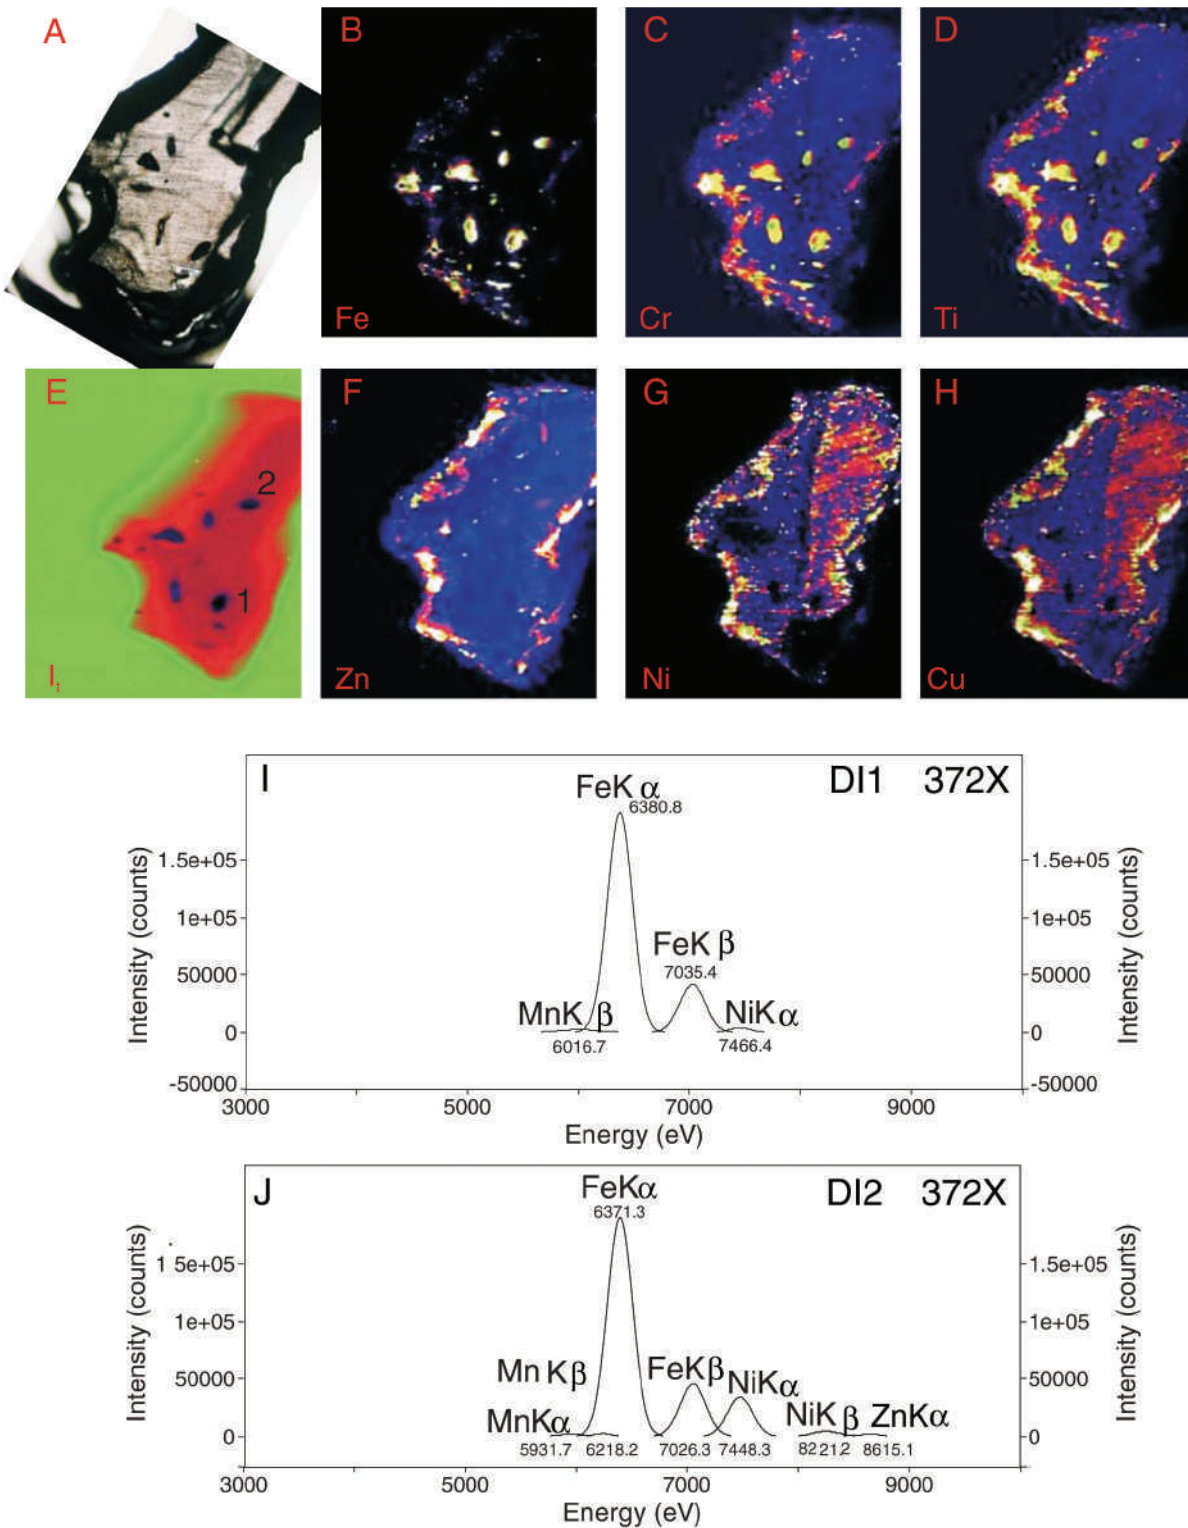 A
B
C
D
Fe
Cr
Ti
E
F
G
H
2
1
It
Zn
Ni
Cu
I
DI1 372X
FeK α
6380.8
Intensity (counts)
1.5e+05
1e+05
50000
0
-50000
FeK β
7035.4
MnK β
6016.7
NiK α
7466.4
1.5e+05
1e+05
50000
0
-50000
Intensity (counts)
3000 5000 7000 9000
Energy (eV)
J
DI2 372X
FeKα
6371.3
Intensity (counts)
1 5e+05
1e+05
50000
0
Mn Kβ
FeKβ
NiKα
MnKα
NiK β
ZnKα
5931.7 6218.2 7026.3 7448.3 8221.2 8615.1
1.5e+05
1e+05
50000
0
Intensity (counts)
3000 5000 7000 9000
Energy (eV)